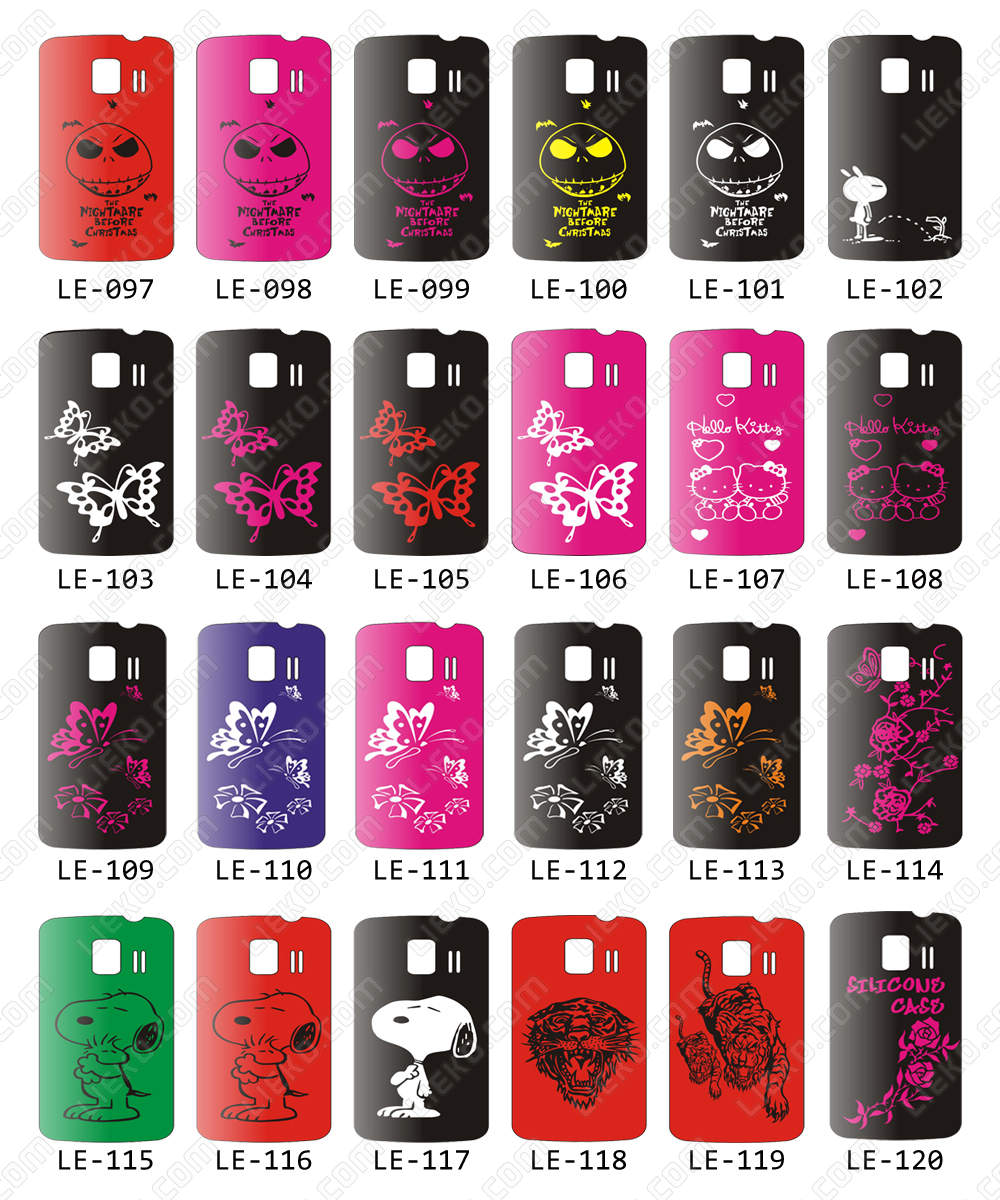 THE
NIGHTMARE
BEFORE
CHRISTMAS
THE
NIGHTMARE
BEFORE
CHRISTMAS
THE
NIGHTMARE
BEFORE
CHRISTMAS
THE
NIGHTMARE
BEFORE
CHRISTMAS
THE
NIGHTMARE
BEFORE
CHRISTMAS
LE-097 LE-098 LE-099 LE-100 LE-101 LE-102
Hello Kitty
Hello Kitty
LE-103 LE-104 LE-105 LE-106 LE-107 LE-108
LE-109 LE-110 LE-111 LE-112 LE-113 LE-114
SILICONE
CASE
LE-115 LE-116 LE-117 LE-118 LE-119 LE-120
LIEKO.com